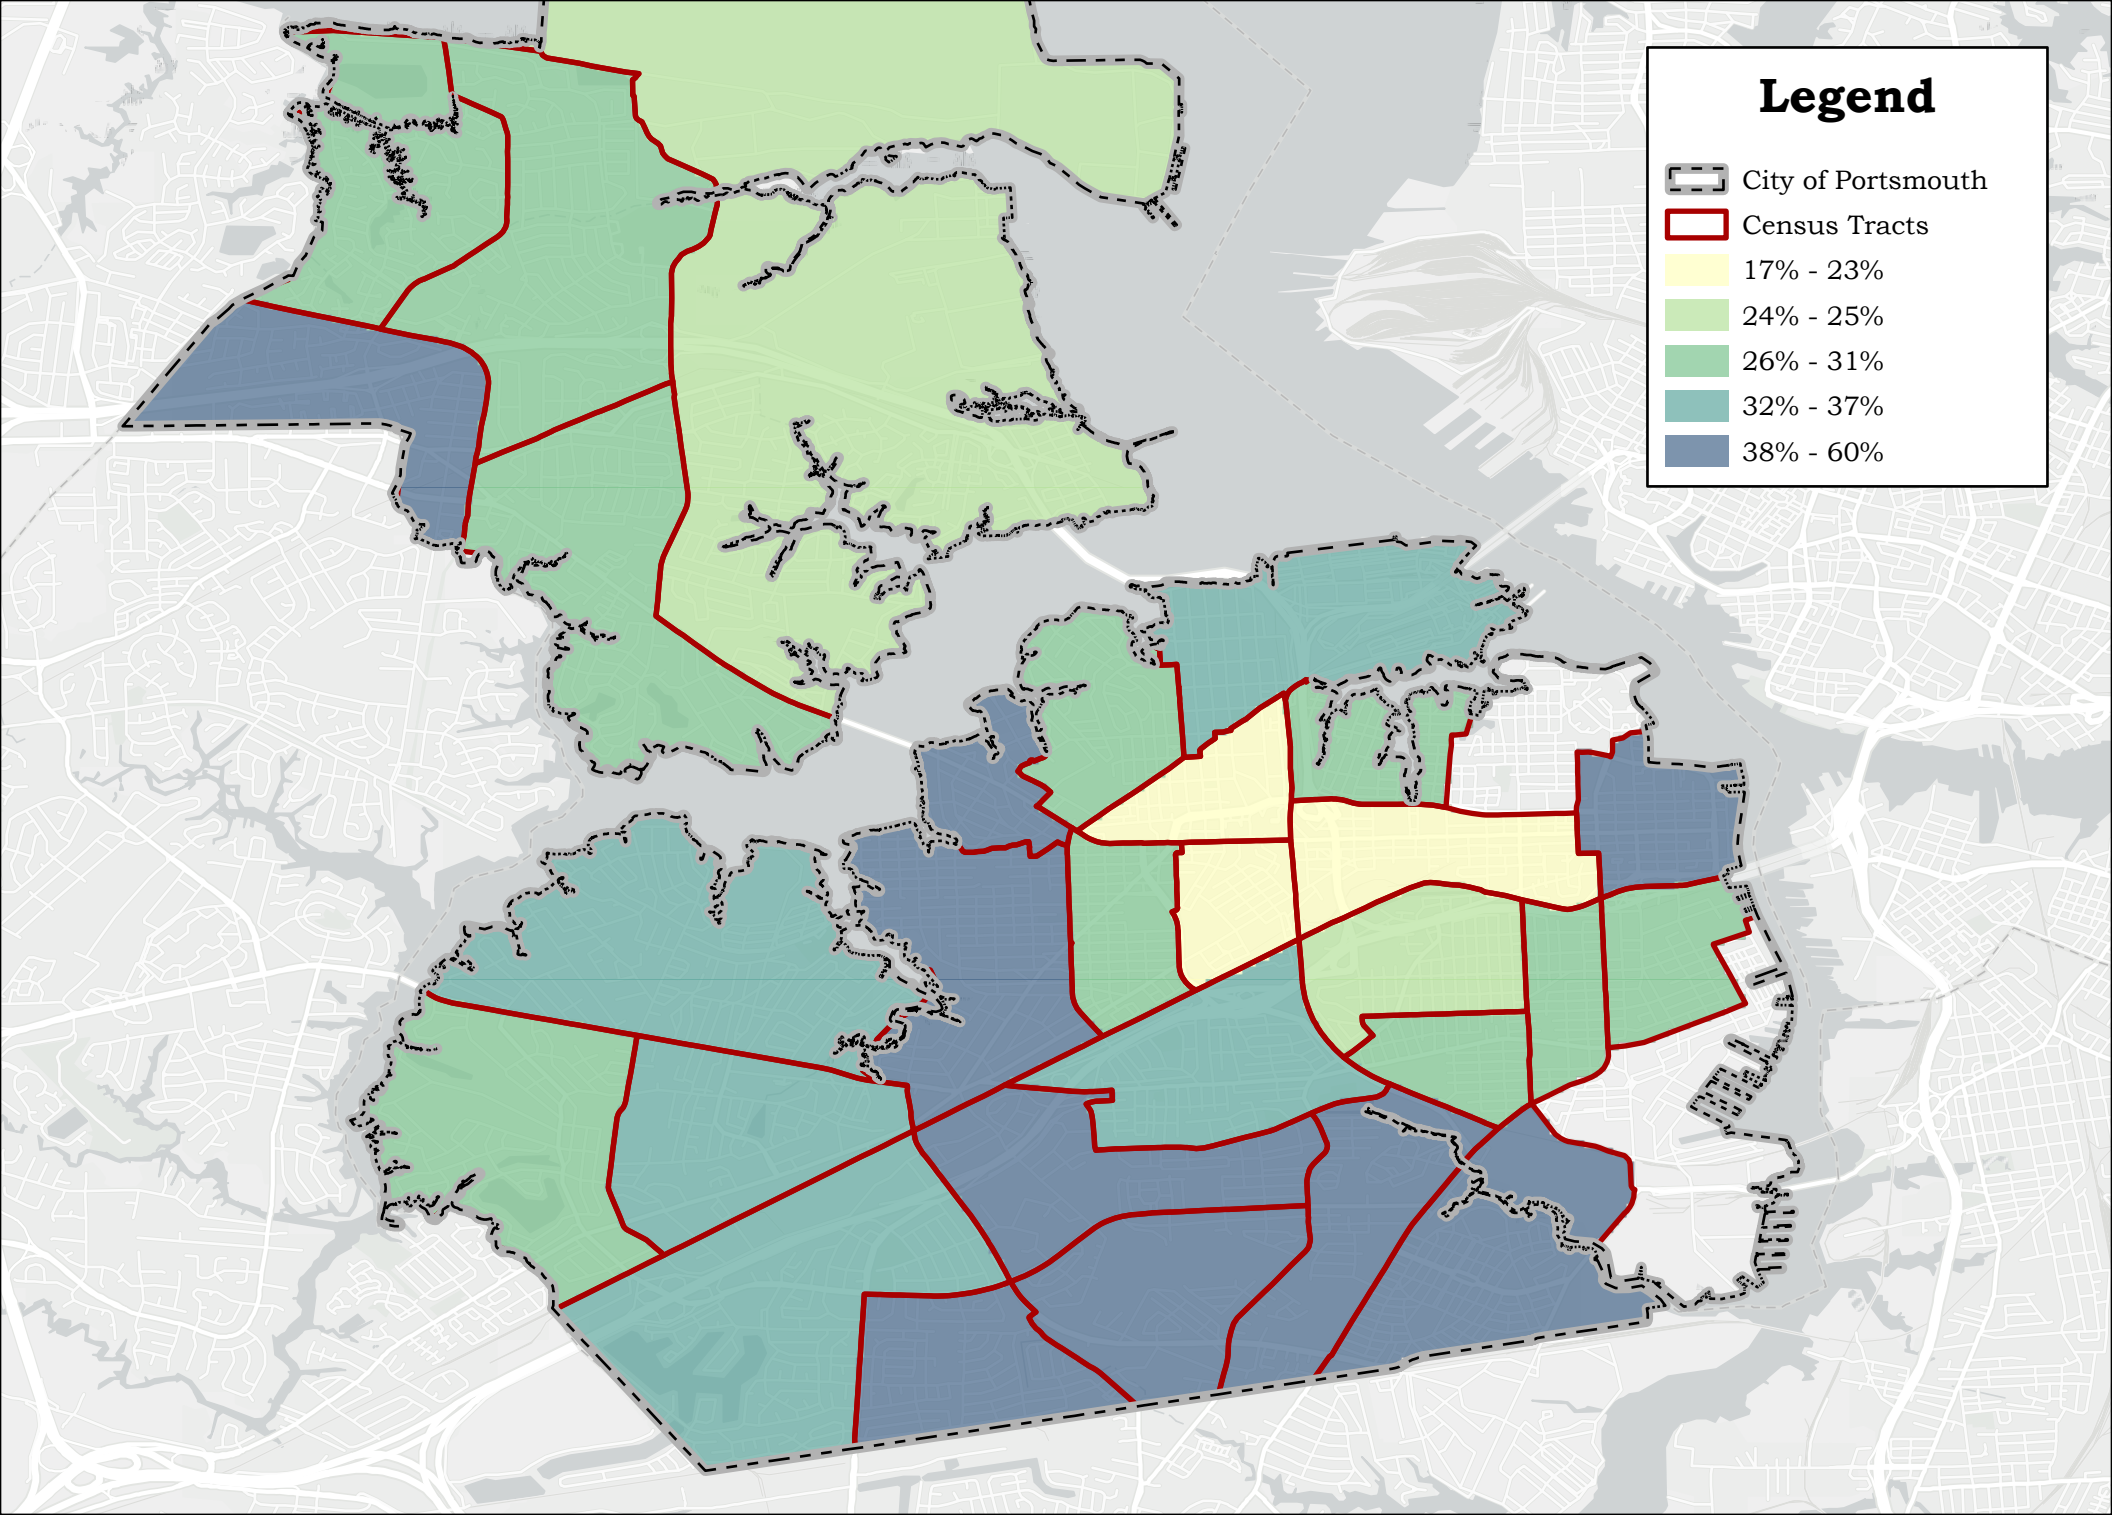 Legend
City of Portsmouth
Census Tracts
17% - 23%
24% - 25%
26% - 31%
32% - 37%
38% - 60%